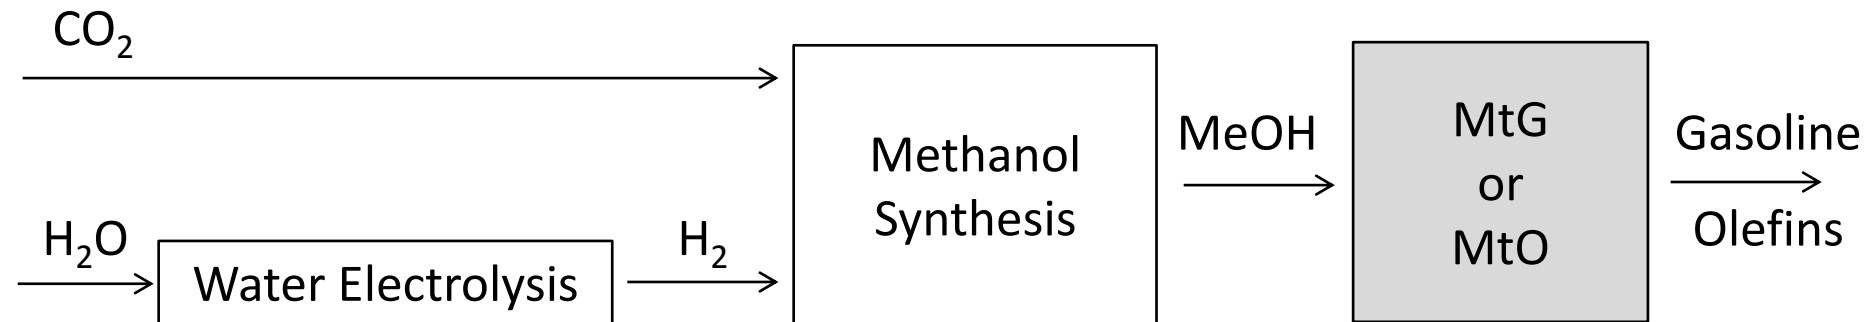 CO₂
H₂O
Water Electrolysis
H₂
Methanol
Synthesis
MeOH
MtG
or
MtO
Gasoline
Olefins